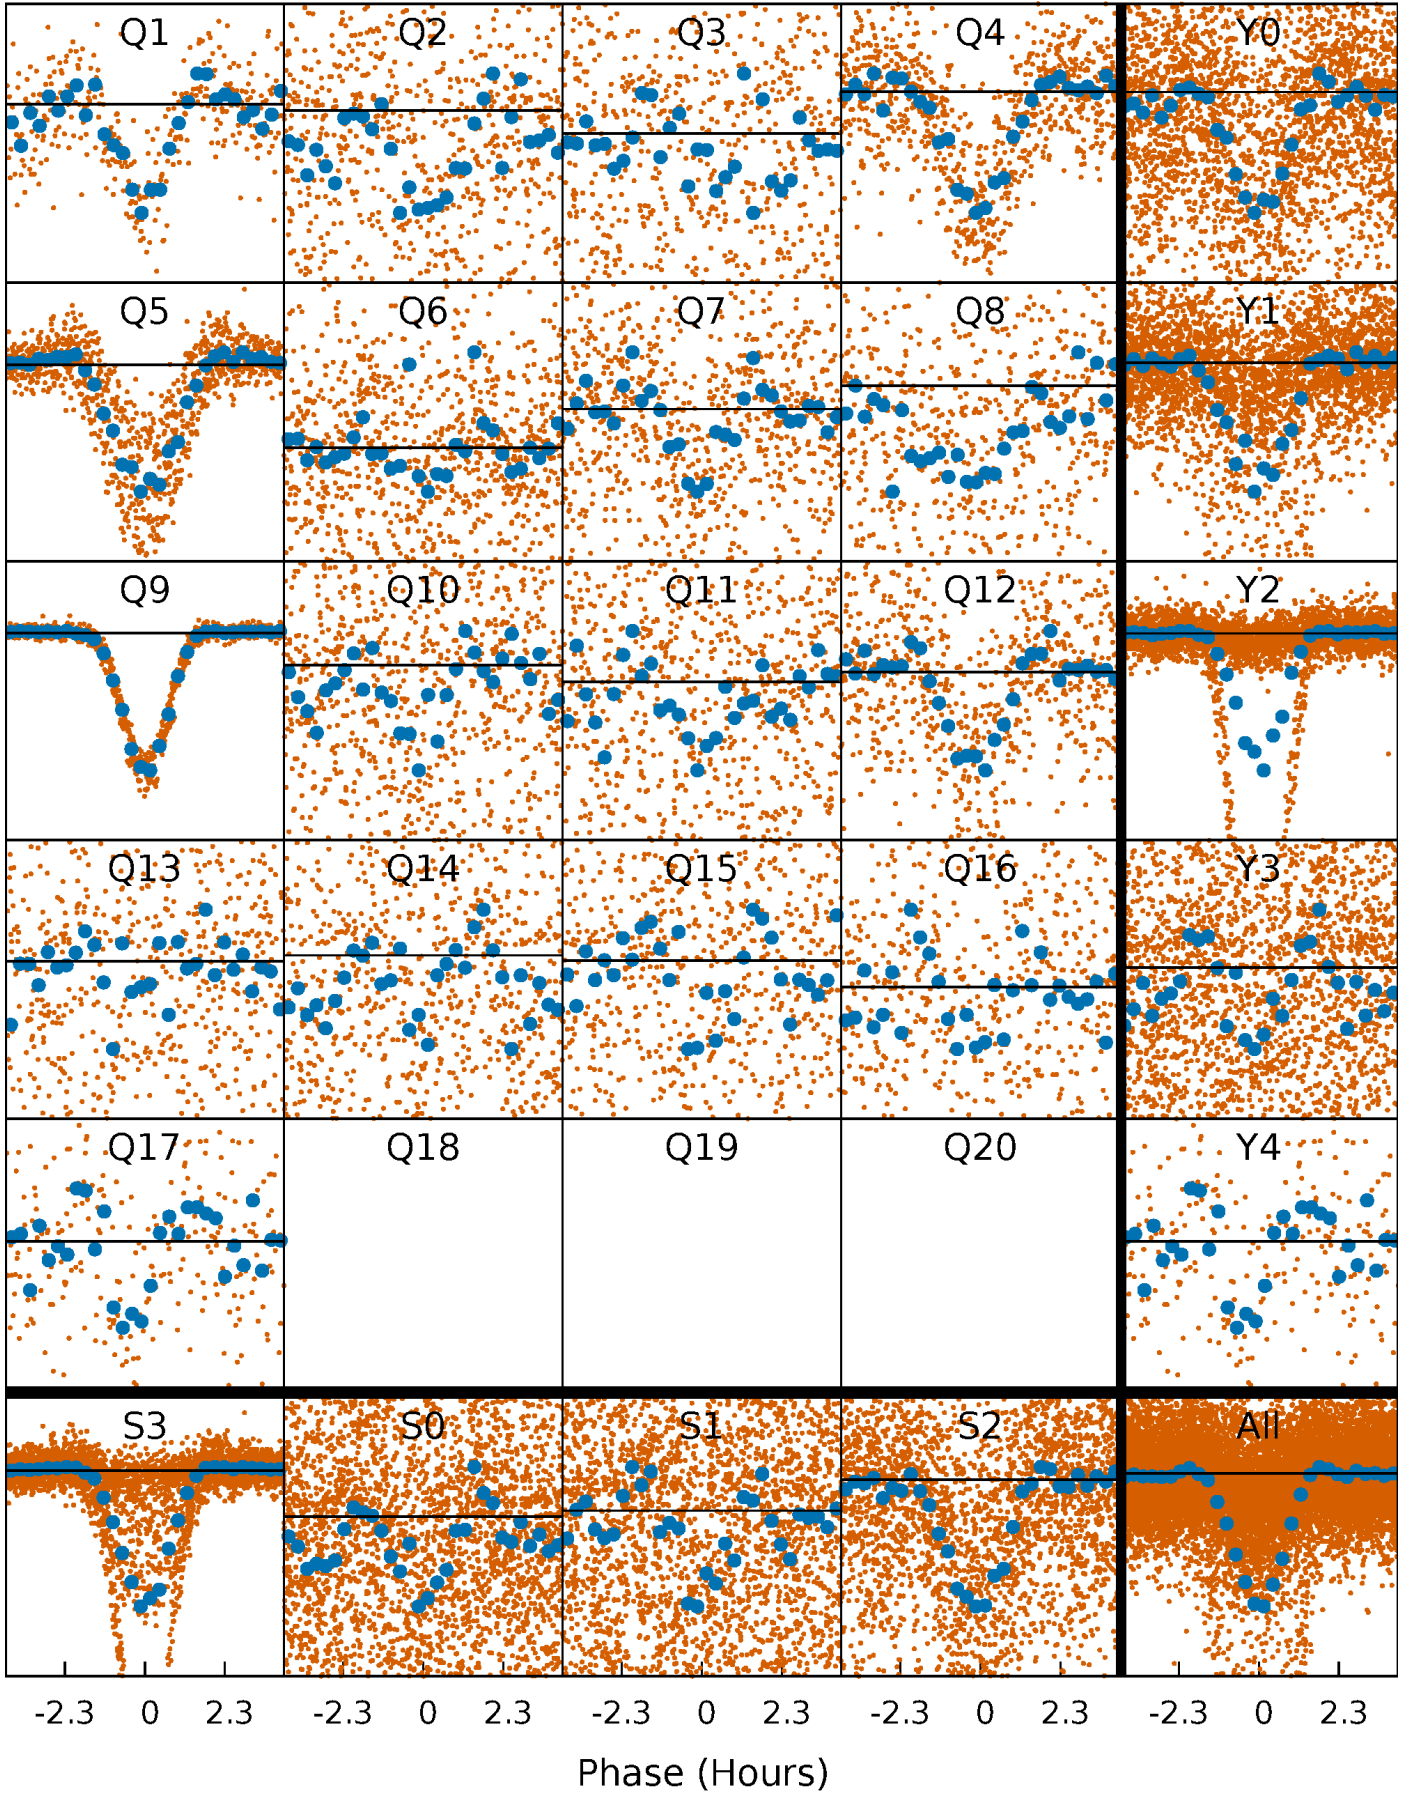 Q1 Q2 Q3 Q4 Y0
Q5 Q6 Q7 Q8 Y1
Q9 Q10 Q11 Q12 Y2
Q13 Q14 Q15 Q16 Y3
Q17 Q18 Q19 Q20 Y4
S3 S0 S1 S2 All
-2.3 0 2.3 -2.3 0 2.3 -2.3 0 2.3 -2.3 0 2.3 -2.3 0 2.3
Phase (Hours)